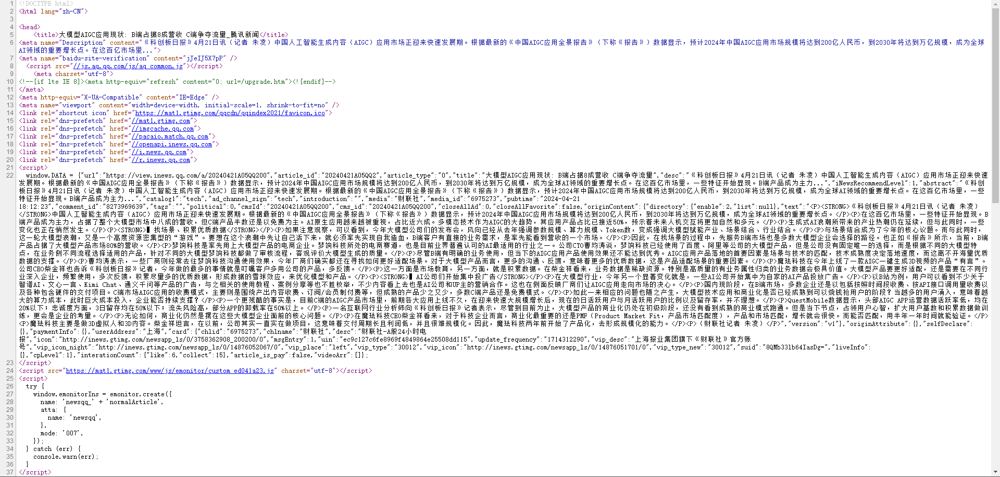 1 <!DOCTYPE html>
2 <html lang="zh-CN">
3
4 <head>
5 <title>大模型AIGC应用现状: B端占据8成营收 C端争夺流量_腾讯新闻</title>
6 <meta name="Description" content="《科创板日报》4月21日讯（记者 朱凌）中国人工智能生成内容（AIGC）应用市场正迎来快速发展期。根据最新的《中国AIGC应用全景报告》（下称《报告》）数据显示，预计2024年中国AIGC应用市场规模将达到200亿人民币，到2030年将达到万亿规模，成为全球
AI领域的重要增长点。在这百亿市场里...">
7 <meta name="baidu-site-verification" content="jJeIJ5X7pP" />
8 <script src="//js.aq.qq.com/js/aq_common.js"></script>
9 <meta charset="utf-8">
10 <!--[if lte IE 8]><meta http-equiv="refresh" content="0; url=/upgrade.htm"><![endif]-->
11 </meta>
12 <meta http-equiv="X-UA-Compatible" content="IE=Edge" />
13 <meta name="viewport" content="width=device-width, initial-scale=1, shrink-to-fit=no" />
14 <link rel="shortcut icon" href="https://mat1.gtimg.com/qqcdn/qqindex2021/favicon.ico">
15 <link rel="dns-prefetch" href="//mat1.gtimg.com">
16 <link rel="dns-prefetch" href="//imgcache.qq.com">
17 <link rel="dns-prefetch" href="//pacaio.match.qq.com">
18 <link rel="dns-prefetch" href="//openapi.inews.qq.com">
19 <link rel="dns-prefetch" href="//i.news.qq.com">
20 <link rel="dns-prefetch" href="//r.inews.qq.com">
21 <script>
22 window.DATA = {"url":"https://view.inews.qq.com/a/20240421A05QQ200","article_id":"20240421A05QQ2","article_type":"0","title":"大模型AIGC应用现状: B端占据8成营收 C端争夺流量","desc":"《科创板日报》4月21日讯（记者 朱凌）中国人工智能生成内容（AIGC）应用市场正迎来快速
发展期。根据最新的《中国AIGC应用全景报告》（下称《报告》）数据显示，预计2024年中国AIGC应用市场规模将达到200亿人民币，到2030年将达到万亿规模，成为全球AI领域的重要增长点。在这百亿市场里，一些特征开始显现。B端产品成为主力...","iNewsRecommendLevel":1,"abstract":"《科创
板日报》4月21日讯（记者 朱凌）中国人工智能生成内容（AIGC）应用市场正迎来快速发展期。根据最新的《中国AIGC应用全景报告》（下称《报告》）数据显示，预计2024年中国AIGC应用市场规模将达到200亿人民币，到2030年将达到万亿规模，成为全球AI领域的重要增长点。在这百亿市场里，一些
特征开始显现。B端产品成为主力...","catalog1":"tech","ad_channel_sign":"tech","introduction":"","media":"财联社","media_id":"6975273","pubtime":"2024-04-21
18:12:23","comment_id":"8273969639","tags":"","political":0,"cmsId":"20240421A05QQ200","cms_id":"20240421A05QQ200","closeAllAd":0,"closeAllFavorite":false,"originContent":{"directory":{"enable":2,"list":null},"text":"<P><STRONG>《科创板日报》4月21日讯（记者 朱凌）
</STRONG>中国人工智能生成内容（AIGC）应用市场正迎来快速发展期。根据最新的《中国AIGC应用全景报告》（下称《报告》）数据显示，预计2024年中国AIGC应用市场规模将达到200亿人民币，到2030年将达到万亿规模，成为全球AI领域的重要增长点。</P><P>在这百亿市场里，一些特征开始显现。B
端产品成为主力，占据了整个大模型市场中八成的营收，但C端产品半数还是以免费为主。AI原生应用越来越被重视，占比近六成。多模态技术作为AIGC的大趋势，其应用产品占比已接近50%，预示着未来人机交互将更加自然和多元。</P><P>生成式AI浪潮所带来的产业热潮仍在延续，但与此同时，一些
变化也正在悄然发生。</P><P><STRONG>▌找场景、积累优质数据</STRONG></P><P>如果注意观察，可以看到，今年大模型公司们的发布会，风向已经从去年强调参数规模、算力规模、Token数，变成强调大模型赋能产业、场景结合、行业结合。</P><P>与场景结合成为了今年的核心议题。而与此同时，
这一轮大模型浪潮，又是一个高度资源密集型的“游戏”。要想在这个浪潮中先让自己活下来，就必须率先实现自我造血，B端客户有直接的业务需求，是率先能看到营收的一个市场。</P><P>因此，在找场景的过程中，先服务B端市场也是多数大模型企业会选择的路径。也正如《报告》所示，当前，B端
产品占据了大模型产品市场80%的营收。</P><P>梦饷科技是率先用上大模型产品的电商企业。梦饷科技所处的电商赛道，也是目前业界普遍认可的AI最适用的行业之一。公司CTO曹均涛说，梦饷科技已经使用了百度、阿里等公司的大模型产品，但是公司没有固定唯一的选择，而是根据不同的大模型特
点，在业务侧不同流程选择适用的产品，针对不同的大模型梦饷科技都做了审核流程，客观评价大模型生成的质量。</P><P>尽管B端有明确的业务使用，但当下的AIGC应用产品使用效果还不能达到优秀。AIGC应用产品落地的首要因素是场景与技术的匹配，技术成熟度决定落地速度，而这离不开海量优质
数据的支撑。</P><P>曹均涛表示，一些厂商则经常去往梦饷科技沟通使用效果，今年厂商们确实都还在寻找如何更好适配场景。对于大模型产品而言，更多的沟通、反馈，意味着更多的优质数据，这是产品适配场景的重要因素。</P><P>魔珐科技在今年上线了一款AIGC一键生成3D视频的产品“有言”。
公司CEO柴金祥也告诉《科创板日报》记者，今年做的最多的事情就是叮嘱客户多用公司的产品，多反馈。</P><P>这一方面是市场教育，另一方面，就是积累数据。在柴金祥看来，业务数据是稀缺资源。特别是高质量的有业务属性归类的业务数据会极具价值。大模型产品要更好适配，还是需要在不同行
业深入企业，频繁使用，多次反馈，积累尽量多的优质数据，形成数据的雪球效应，来优化模型和产品。</P><P><STRONG>▌AI公司们开始集中投广告</STRONG></P><P>在大模型行业，今年另一个显著变化就是，一些AI公司开始集中为自家的AI产品投放广告。</P><P>以B站为例，用户可以看到不少关于
智谱AI、文心一言、Kimi Chat、通义千问等产品的广告，与之相关的使用教程、案例分享等也不胜枚举，不少内容看上去也是AI公司和UP主的营销合作。这也在侧面反映厂商们让AIGC应用走向市场的决心。</P><P>国内现阶段，在B端市场，多数企业还是以包括按照时间段收费、按API接口调用量收费以
及各种包含硬件的交付项目。C端市场AIGC应用的收费模式，主要则是围绕产出内容收费、订阅/会员制付费等，但成熟的产品少之又少，多数C端产品还是免费模式。</P><P>如此一来相应的问题也随之产生，大模型技术应用和商业化是否已经成熟到可以烧钱抢用户的阶段？当越多的用户涌入，意味着越
大的算力成本，此时巨大成本投入，企业能否持续支撑？</P><P>一个更残酷的事实是，目前C端的AIGC产品市场里，前期各大应用上线不久，在迎来快速大规模增长后，现在的日活跃用户与月活跃用户的比例以及留存率，并不理想。</P><P>QuestMobile数据显示，头部AIGC APP运营数据活跃率低，均在
20%以下；忠诚度方面，3日留存均在50%以下；流失风险高，部分APP的卸载率在50%以上。</P><P>一名互联网行业分析师向《科创板日报》记者表示，尽管到目前为止，大模型产品的商业化仍处在初级阶段，还没有看到成熟的商业模式跑通。但是当下节点，占领用户心智，扩大用户基数和积累数据做训
练，更是企业的考量。</P><P>无论如何，商业化仍然是摆在这些大模型企业面前的核心问题。</P><P>在魔珐科技CEO柴金祥看来，对于科技企业而言，商业化最重要的还是PMF（Product Market Fit，产品市场匹配度），产品和市场匹配，增长就会很快。而能否匹配，用半年一年时间就能验证。</P>
<P>魔珐科技主要是做3D虚拟人和3D内容。柴金祥坦言，在以前，公司其实一直实在做项目，这意味着交付周期长且利润低，并且很难规模化。因此，魔珐科技两年前开始了产品化，去形成规模化的能力。</P><P>（财联社记者 朱凌）</P>","version":"v1"},"originAttribute":{},"selfDeclare":
{},"paymentInfo":{},"userAddress":"上海","card":{"chlid":"6975273","chlname":"财联社","desc":"财联社-A股24小时电
报","icon":"http://inews.gtimg.com/newsapp_ls/0/3758362908_200200/0","msgEntry":1,"uin":"ec9c127c6fe8969f4849864e25508dd115","update_frequency":"1714312290","vip_desc":"上海报业集团旗下《财联社》官方账
号","vip_icon_night":"http://inews.gtimg.com/newsapp_ls/0/14876052067/0","vip_place":"left","vip_type":"30012","vip_icon":"http://inews.gtimg.com/newsapp_ls/0/14876051701/0","vip_type_new":"30012","suid":"8QMb33lb64IasDg=","liveInfo":
{},"cpLevel":1},"interationCount":{"like":6,"collect":15},"article_is_pay":false,"videoArr":[]};
23 </script>
24 <script src="https://mat1.gtimg.com/www/js/emonitor/custom_ed041a23.js" charset="utf-8"></script>
25 <script>
26 try {
27 window.emonitorIns = emonitor.create({
28 name: 'newsqq_' + 'normalArticle',
29 atta: {
30 name: 'newsqq',
31 },
32 mode: '007',
33 });
34 } catch (err) {
35 console.warn(err);
36 }
37 </script>